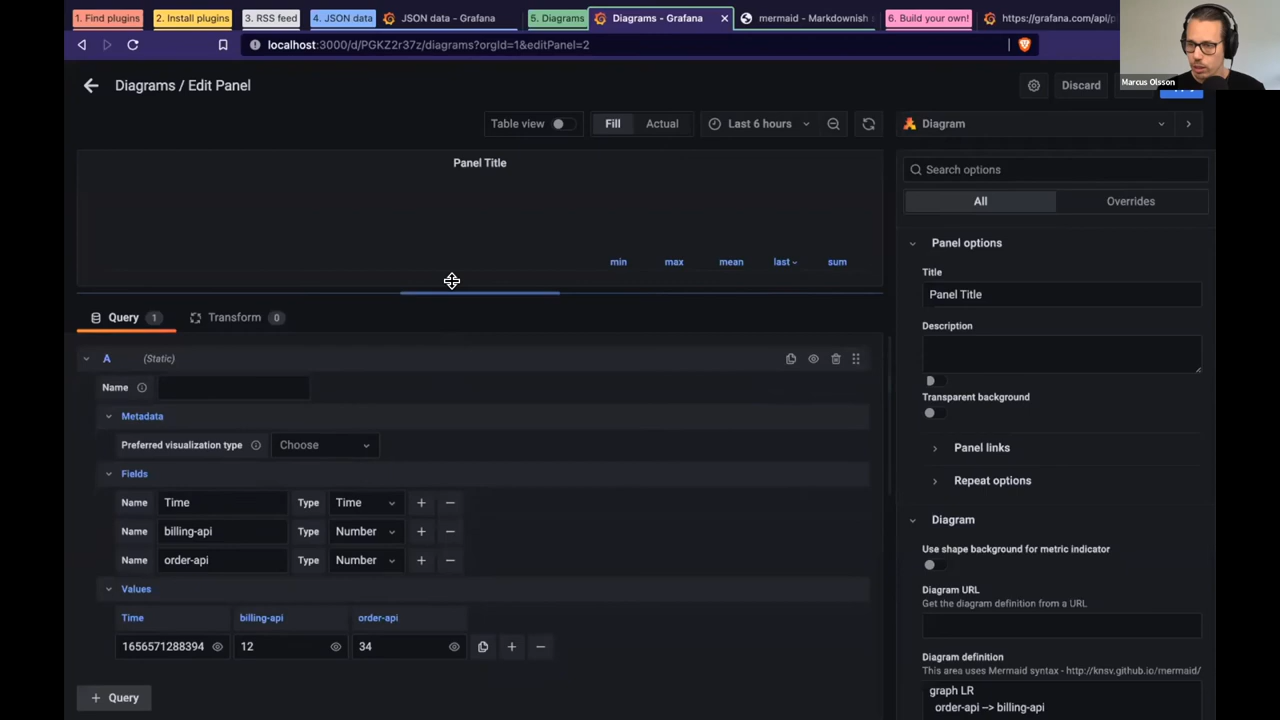 1. Find plugins
2. Install plugins
3. RSS feed
4. JSON data
JSON data - Grafana
5. Diagrams
Diagrams - Grafana
mermaid - Markdownish s
6. Build your own!
https://grafana.com/api/p
localhost:3000/d/PGKZ2r37z/diagrams?orgId=1&editPanel=2
Marcus Olsson
Diagrams / Edit Panel
Discard
Table view
Fill
Actual
Last 6 hours
Diagram
Panel Title
Search options
All
Overrides
min
max
mean
last
sum
Panel options
Title
Panel Title
Description
Transparent background
Panel links
Repeat options
Query 1
Transform 0
A (Static)
Name
Metadata
Preferred visualization type
Choose
Fields
Name Time Type Time
Name billing-api Type Number
Name order-api Type Number
Values
Time billing-api order-api
1656571288394 12 34
+ Query
Diagram
Use shape background for metric indicator
Diagram URL
Get the diagram definition from a URL
Diagram definition
This area uses Mermaid syntax - http://knsv.github.io/mermaid/
graph LR
order-api --> billing-api